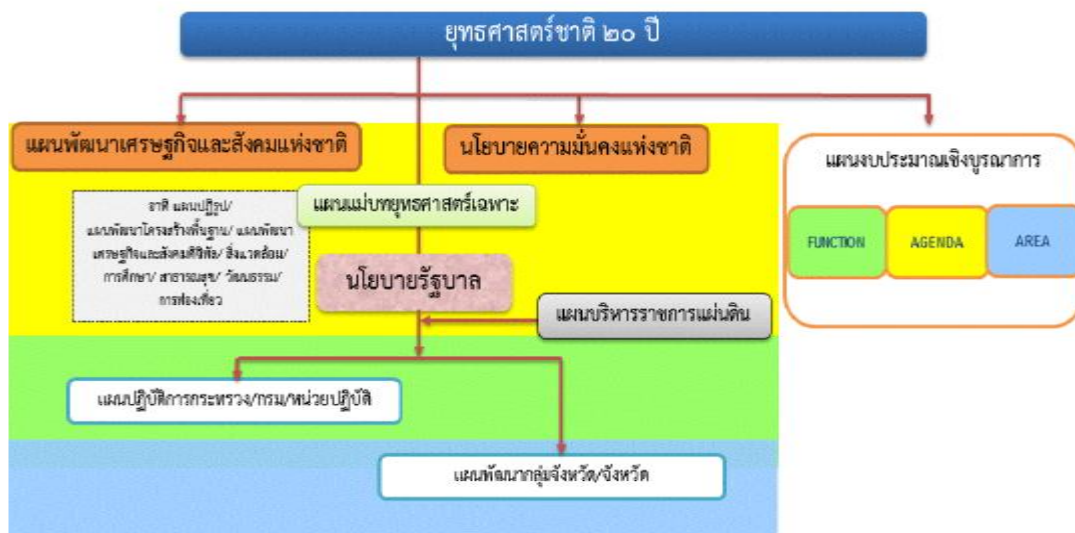 ยุทธศาสตร์ชาติ ๒๐ ปี
แผนพัฒนาเศรษฐกิจและสังคมแห่งชาติ
นโยบายความมั่นคงแห่งชาติ
แผนงบประมาณเชิงบูรณาการ
แผนแม่บทยุทธศาสตร์เฉพาะ
อาทิ แผนปฏิรูป/
แผนพัฒนาโครงสร้างพื้นฐาน/ แผนพัฒนา
เศรษฐกิจและสังคมดิจิทัล/ สิ่งแวดล้อม/
การศึกษา/ สาธารณสุข/ วัฒนธรรม/
การท่องเที่ยว
FUNCTION
AGENDA
AREA
นโยบายรัฐบาล
แผนบริหารราชการแผ่นดิน
แผนปฏิบัติการกระทรวง/กรม/หน่วยปฏิบัติ
แผนพัฒนากลุ่มจังหวัด/จังหวัด